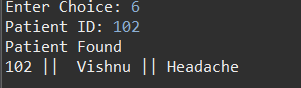 Enter Choice: 6
Patient ID: 102
Patient Found
102 ||  Vishnu || Headache